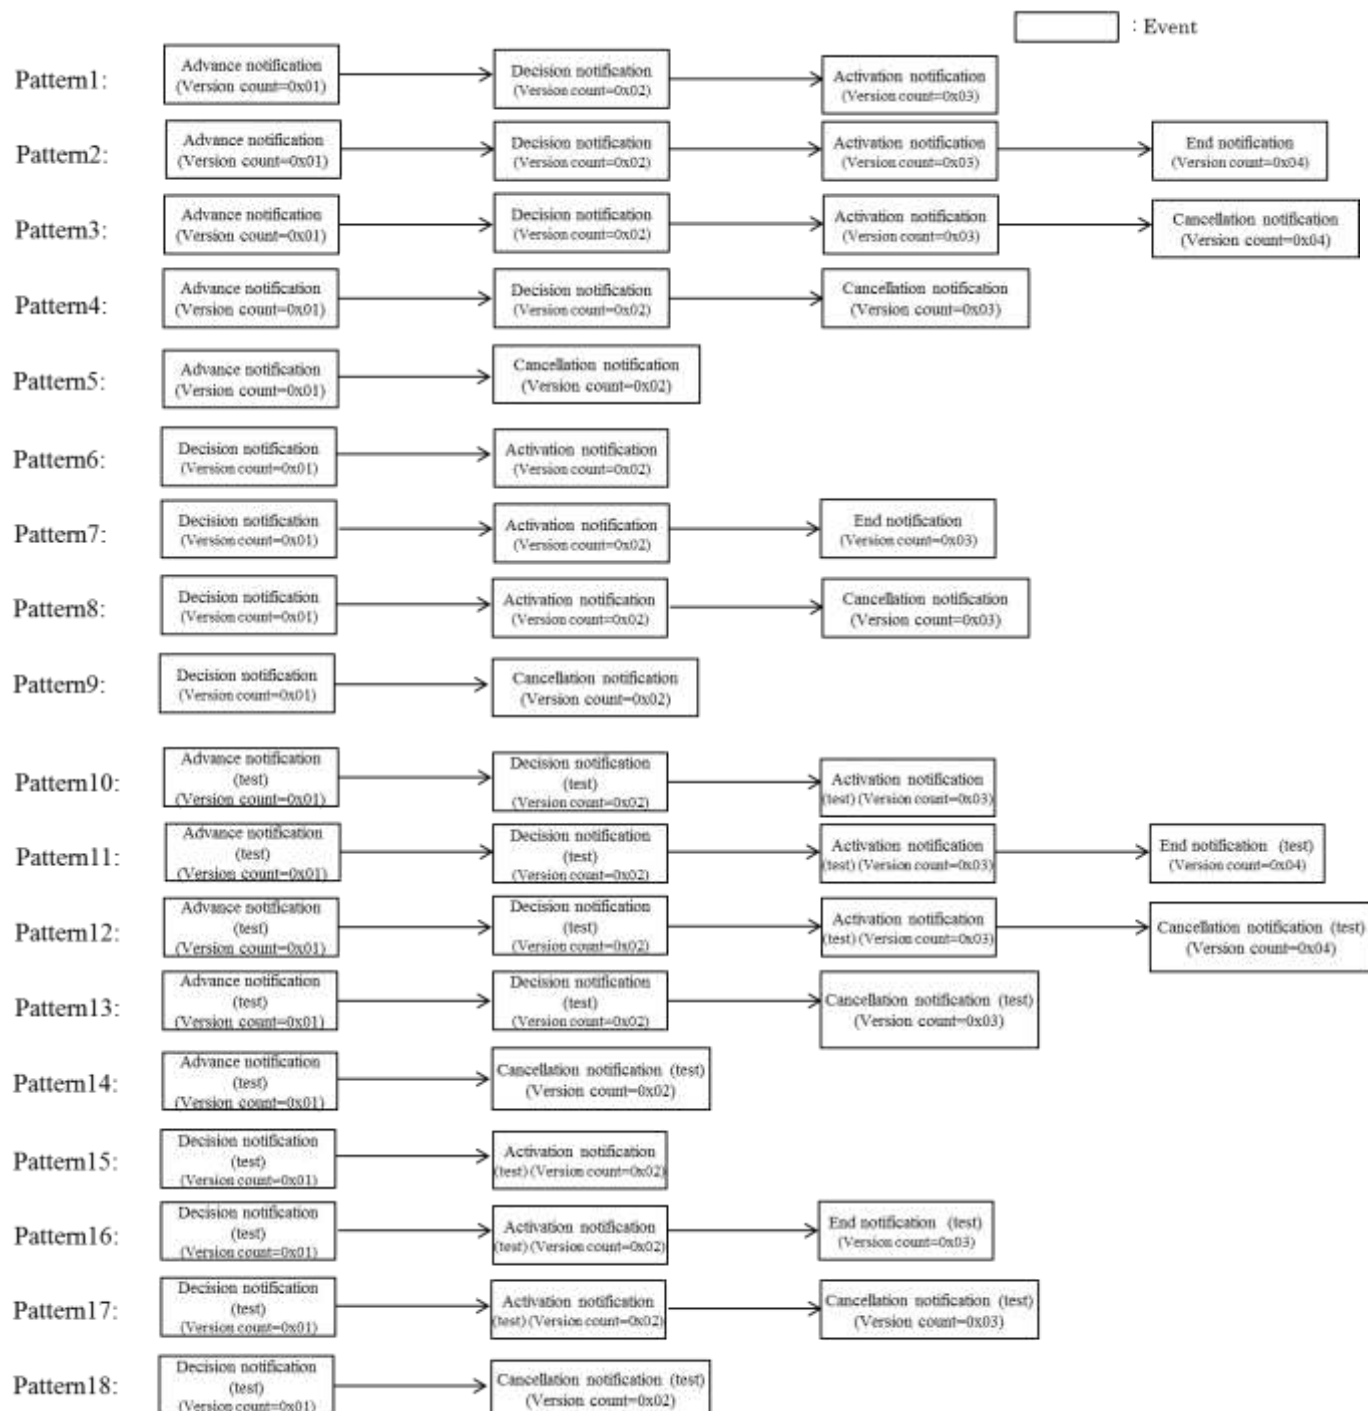 : Event
Pattern1:
Advance notification
(Version count=0x01)
Decision notification
(Version count=0x02)
Activation notification
(Version count=0x03)
Pattern2:
Advance notification
(Version count=0x01)
Decision notification
(Version count=0x02)
Activation notification
(Version count=0x03)
End notification
(Version count=0x04)
Pattern3:
Advance notification
(Version count=0x01)
Decision notification
(Version count=0x02)
Activation notification
(Version count=0x03)
Cancellation notification
(Version count=0x04)
Pattern4:
Advance notification
(Version count=0x01)
Decision notification
(Version count=0x02)
Cancellation notification
(Version count=0x03)
Pattern5:
Advance notification
(Version count=0x01)
Cancellation notification
(Version count=0x02)
Pattern6:
Decision notification
(Version count=0x01)
Activation notification
(Version count=0x02)
Pattern7:
Decision notification
(Version count=0x01)
Activation notification
(Version count=0x02)
End notification
(Version count=0x03)
Pattern8:
Decision notification
(Version count=0x01)
Activation notification
(Version count=0x02)
Cancellation notification
(Version count=0x03)
Pattern9:
Decision notification
(Version count=0x01)
Cancellation notification
(Version count=0x02)
Pattern10:
Advance notification
(test)
(Version count=0x01)
Decision notification
(test)
(Version count=0x02)
Activation notification
(test) (Version count=0x03)
Pattern11:
Advance notification
(test)
(Version count=0x01)
Decision notification
(test)
(Version count=0x02)
Activation notification
(test) (Version count=0x03)
End notification (test)
(Version count=0x04)
Pattern12:
Advance notification
(test)
(Version count=0x01)
Decision notification
(test)
(Version count=0x02)
Activation notification
(test) (Version count=0x03)
Cancellation notification (test)
(Version count=0x04)
Pattern13:
Advance notification
(test)
(Version count=0x01)
Decision notification
(test)
(Version count=0x02)
Cancellation notification (test)
(Version count=0x03)
Pattern14:
Advance notification
(test)
(Version count=0x01)
Cancellation notification (test)
(Version count=0x02)
Pattern15:
Decision notification
(test)
(Version count=0x01)
Activation notification
(test) (Version count=0x02)
Pattern16:
Decision notification
(test)
(Version count=0x01)
Activation notification
(test) (Version count=0x02)
End notification (test)
(Version count=0x03)
Pattern17:
Decision notification
(test)
(Version count=0x01)
Activation notification
(test) (Version count=0x02)
Cancellation notification (test)
(Version count=0x03)
Pattern18:
Decision notification
(test)
(Version count=0x01)
Cancellation notification (test)
(Version count=0x02)